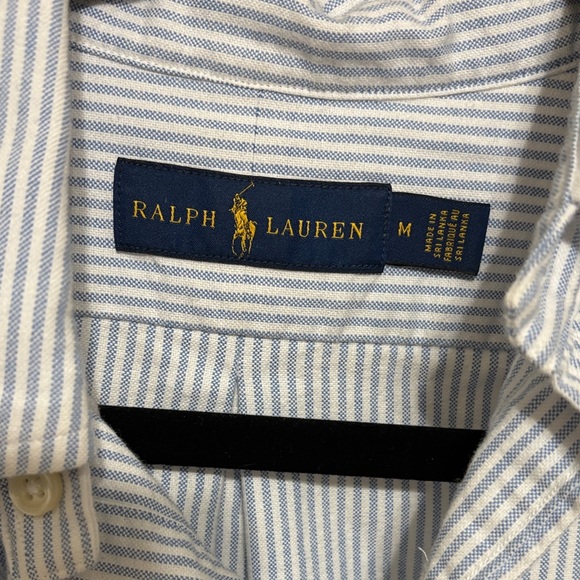 RALPH LAUREN
M
MADE IN
SRI LANKA
FABRIQUÉ AU
SRI LANKA